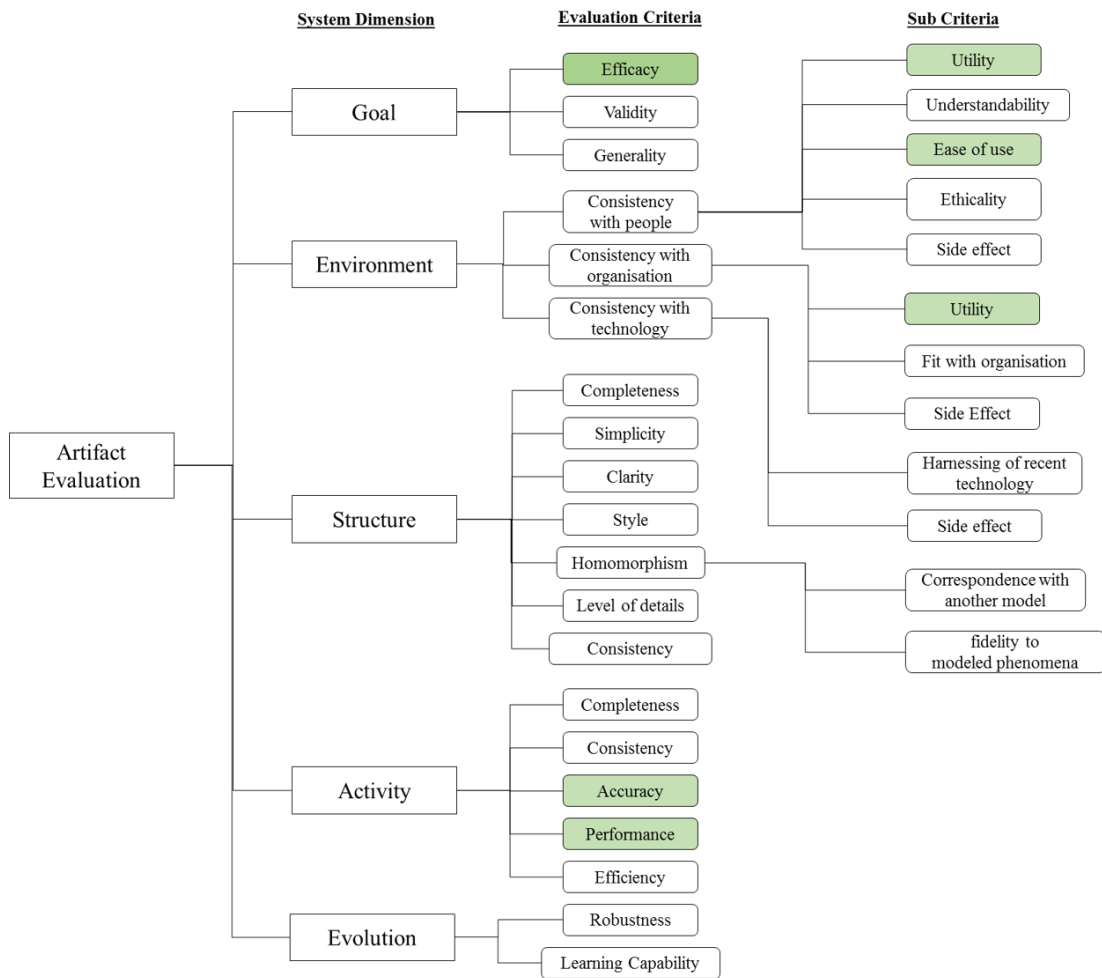 System Dimension
Evaluation Criteria
Sub Criteria
Artifact
Evaluation
Goal
Efficacy
Validity
Generality
Environment
Consistency
with people
Utility
Understandability
Ease of use
Ethicality
Side effect
Consistency with
organisation
Utility
Fit with organisation
Side Effect
Consistency with
technology
Harnessing of recent
technology
Side effect
Structure
Completeness
Simplicity
Clarity
Style
Homomorphism
Correspondence with
another model
fidelity to
modeled phenomena
Level of details
Consistency
Activity
Completeness
Consistency
Accuracy
Performance
Efficiency
Evolution
Robustness
Learning Capability